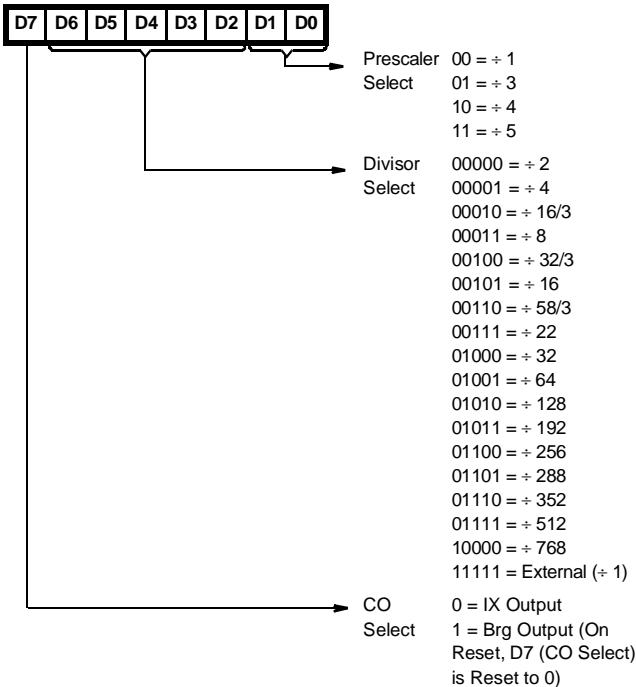 D7 D6 D5 D4 D3 D2 D1 D0
Prescaler 00 = ÷ 1
Select 01 = ÷ 3
10 = ÷ 4
11 = ÷ 5
Divisor 00000 = ÷ 2
Select 00001 = ÷ 4
00010 = ÷ 16/3
00011 = ÷ 8
00100 = ÷ 32/3
00101 = ÷ 16
00110 = ÷ 58/3
00111 = ÷ 22
01000 = ÷ 32
01001 = ÷ 64
01010 = ÷ 128
01011 = ÷ 192
01100 = ÷ 256
01101 = ÷ 288
01110 = ÷ 352
01111 = ÷ 512
10000 = ÷ 768
11111 = External (÷ 1)
CO 0 = IX Output
Select 1 = Brg Output (On
Reset, D7 (CO Select)
is Reset to 0)